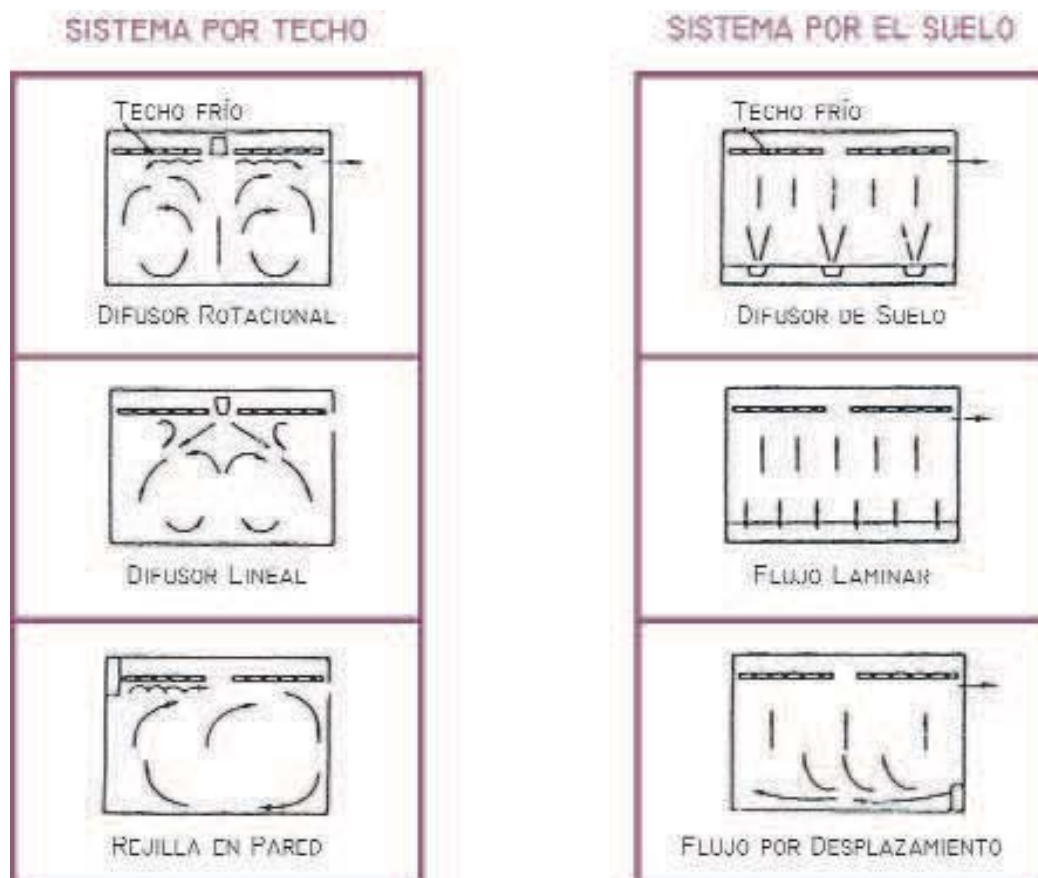 SISTEMA POR TECHO
TECHO FRÍO
DIFUSOR ROTACIONAL
DIFUSOR LINEAL
REJILLA EN PARED
SISTEMA POR EL SUELO
TECHO FRÍO
DIFUSOR DE SUELO
FLUJO LAMINAR
FLUJO POR DESPLAZAMIENTO